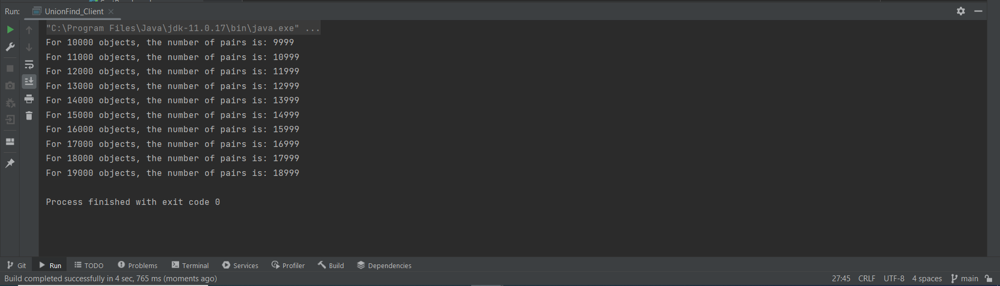 Run: UnionFind_Client
"C:\Program Files\Java\jdk-11.0.17\bin\java.exe" ...
For 10000 objects, the number of pairs is: 9999
For 11000 objects, the number of pairs is: 10999
For 12000 objects, the number of pairs is: 11999
For 13000 objects, the number of pairs is: 12999
For 14000 objects, the number of pairs is: 13999
For 15000 objects, the number of pairs is: 14999
For 16000 objects, the number of pairs is: 15999
For 17000 objects, the number of pairs is: 16999
For 18000 objects, the number of pairs is: 17999
For 19000 objects, the number of pairs is: 18999
Process finished with exit code 0
Git Run TODO Problems Terminal Services Profiler Build Dependencies
Build completed successfully in 4 sec, 765 ms (moments ago) 27:45 CRLF UTF-8 4 spaces main